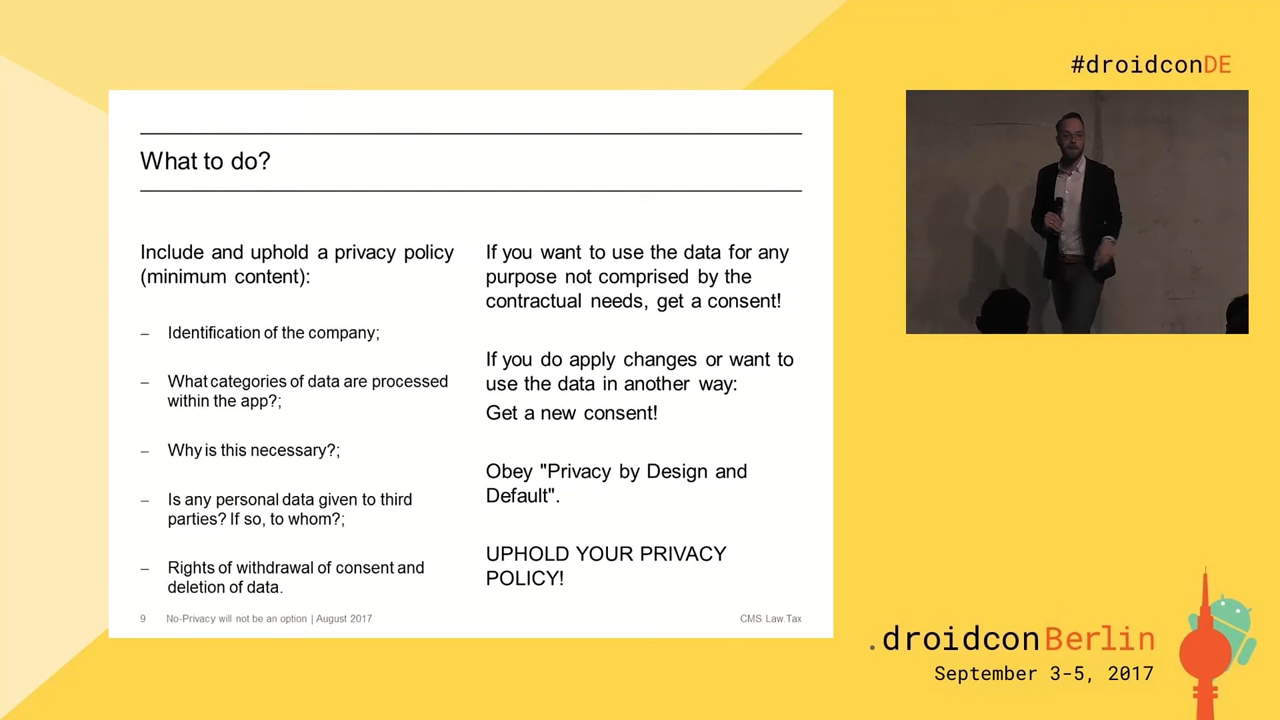 #droidconDE
What to do?
Include and uphold a privacy policy
(minimum content):
– Identification of the company;
– What categories of data are processed
within the app?;
– Why is this necessary?;
– Is any personal data given to third
parties? If so, to whom?;
– Rights of withdrawal of consent and
deletion of data.
If you want to use the data for any
purpose not comprised by the
contractual needs, get a consent!
If you do apply changes or want to
use the data in another way:
Get a new consent!
Obey "Privacy by Design and
Default".
UPHOLD YOUR PRIVACY
POLICY!
9 No-Privacy will not be an option | August 2017
CMS Law.Tax
.droidconBerlin
September 3-5, 2017